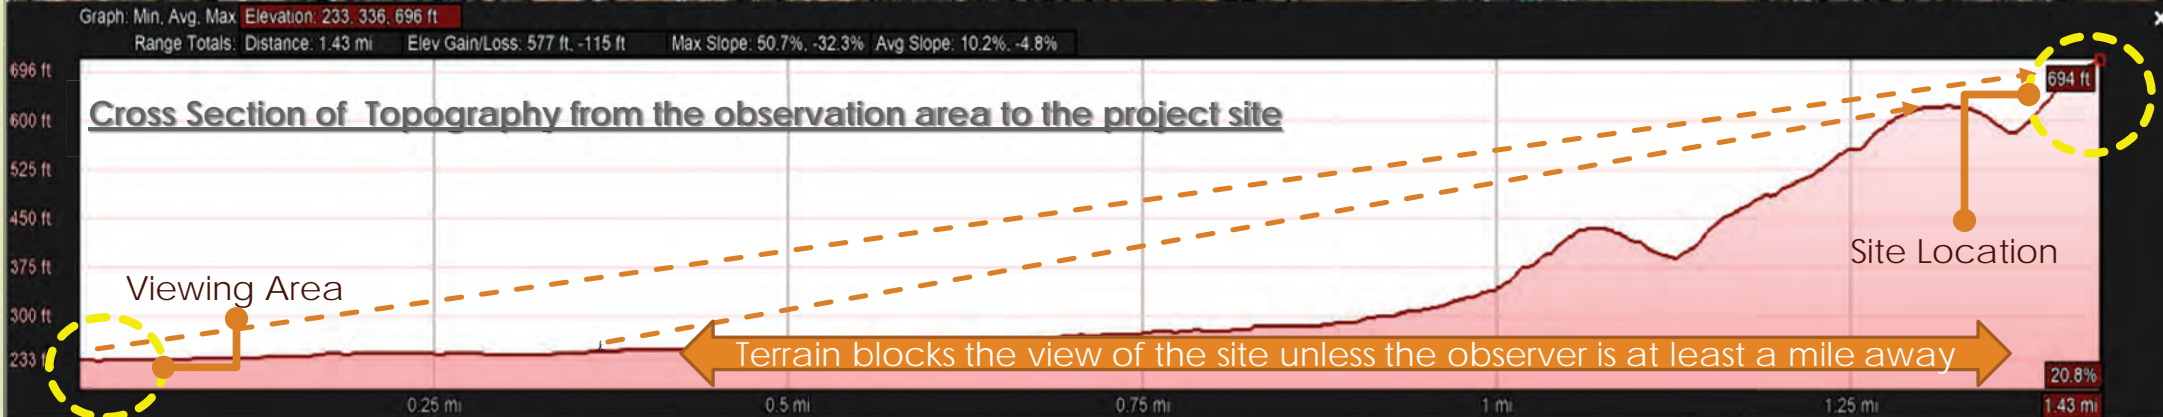 Graph: Min, Avg, Max Elevation: 233, 336, 696 ft
Range Totals: Distance: 1.43 mi Elev Gain/Loss: 577 ft, -115 ft Max Slope: 50.7%, -32.3% Avg Slope: 10.2%, -4.8%
696 ft
694 ft
Cross Section of Topography from the observation area to the project site
600 ft
525 ft
450 ft
Site Location
375 ft
Viewing Area
300 ft
Terrain blocks the view of the site unless the observer is at least a mile away
233 ft
20.8%
0.25 mi 0.5 mi 0.75 mi 1 mi 1.25 mi 1.43 mi